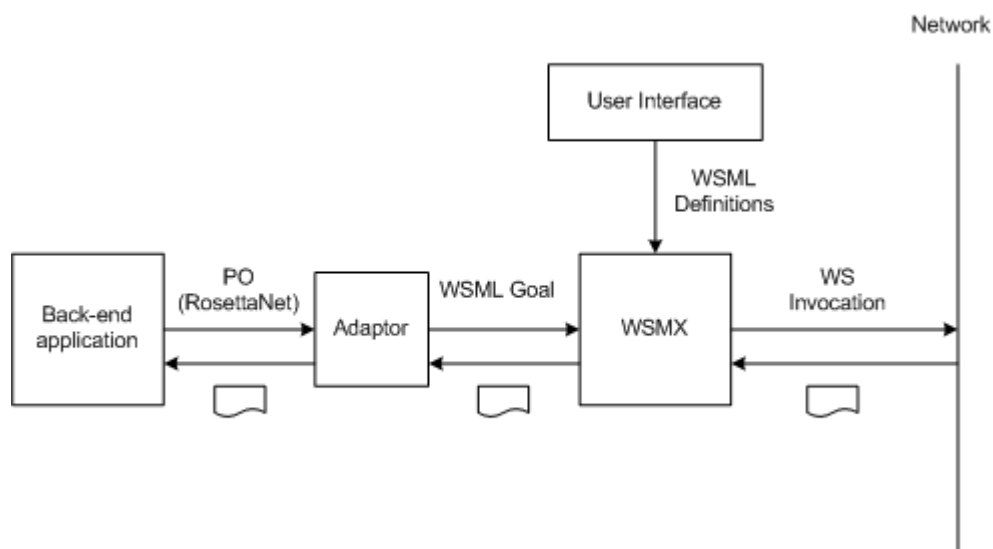 Network
User Interface
WSML
Definitions
PO
(RosettaNet)
WSML Goal
WS
Invocation
Back-end
application
Adaptor
WSMX